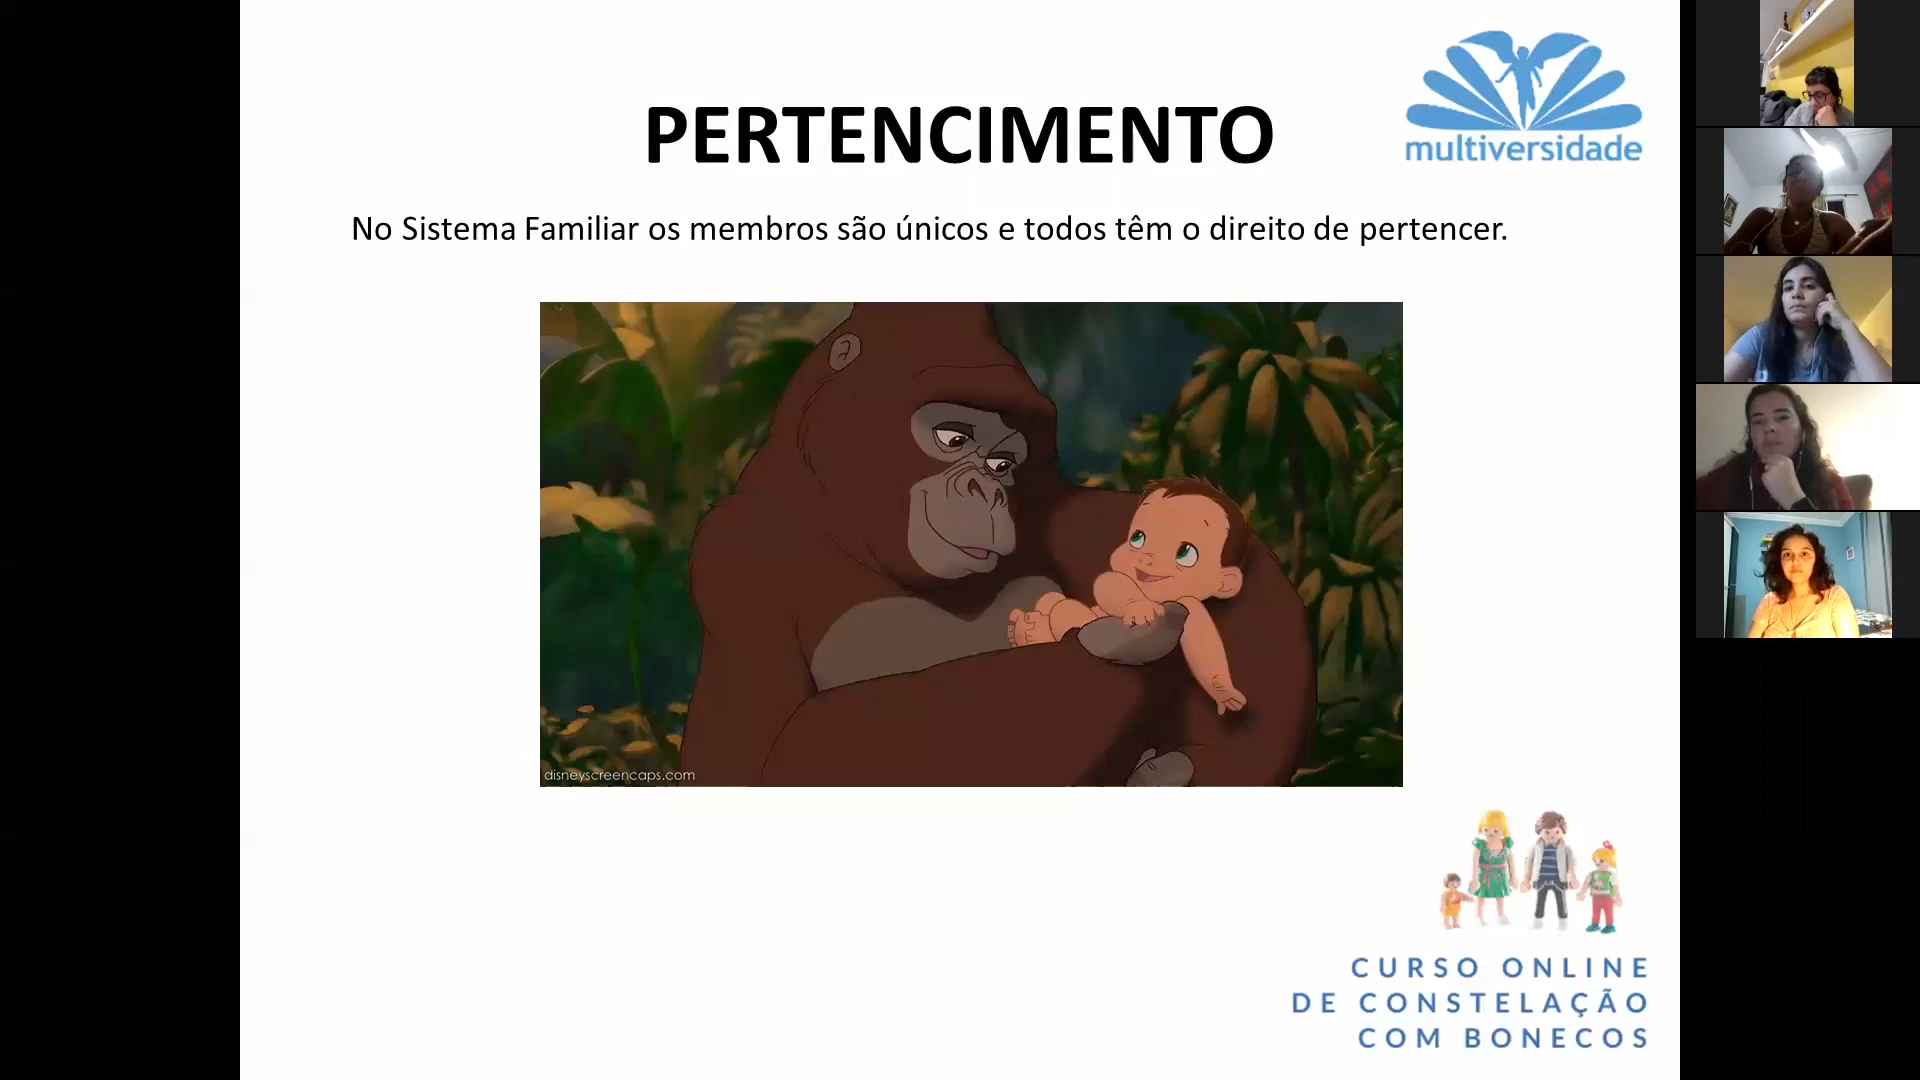 multiversidade
PERTENCIMENTO
No Sistema Familiar os membros são únicos e todos têm o direito de pertencer.
disneyscreencaps.com
CURSO ONLINE
DE CONSTELAÇÃO
COM BONECOS